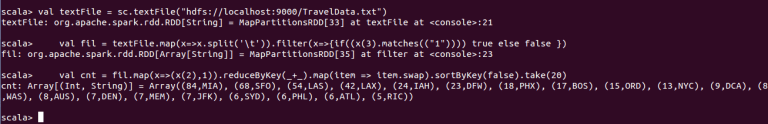 scala> val textFile = sc.textFile("hdfs://localhost:9000/TravelData.txt")
textFile: org.apache.spark.rdd.RDD[String] = MapPartitionsRDD[33] at textFile at <console>:21
scala>     val fil = textFile.map(x=>x.split('\t')).filter(x=>{if((x(3).matches(("1")))) true else false })
fil: org.apache.spark.rdd.RDD[Array[String]] = MapPartitionsRDD[35] at filter at <console>:23
scala>     val cnt = fil.map(x=>(x(2),1)).reduceByKey(_+_).map(item => item.swap).sortByKey(false).take(20)
cnt: Array[(Int, String)] = Array((84,MIA), (68,SFO), (54,LAS), (42,LAX), (24,IAH), (23,DFW), (18,PHX), (17,BOS), (15,ORD), (13,NYC), (9,DCA), (8
,WAS), (8,AUS), (7,DEN), (7,MEM), (7,JFK), (6,SYD), (6,PHL), (6,ATL), (5,RIC))
scala>